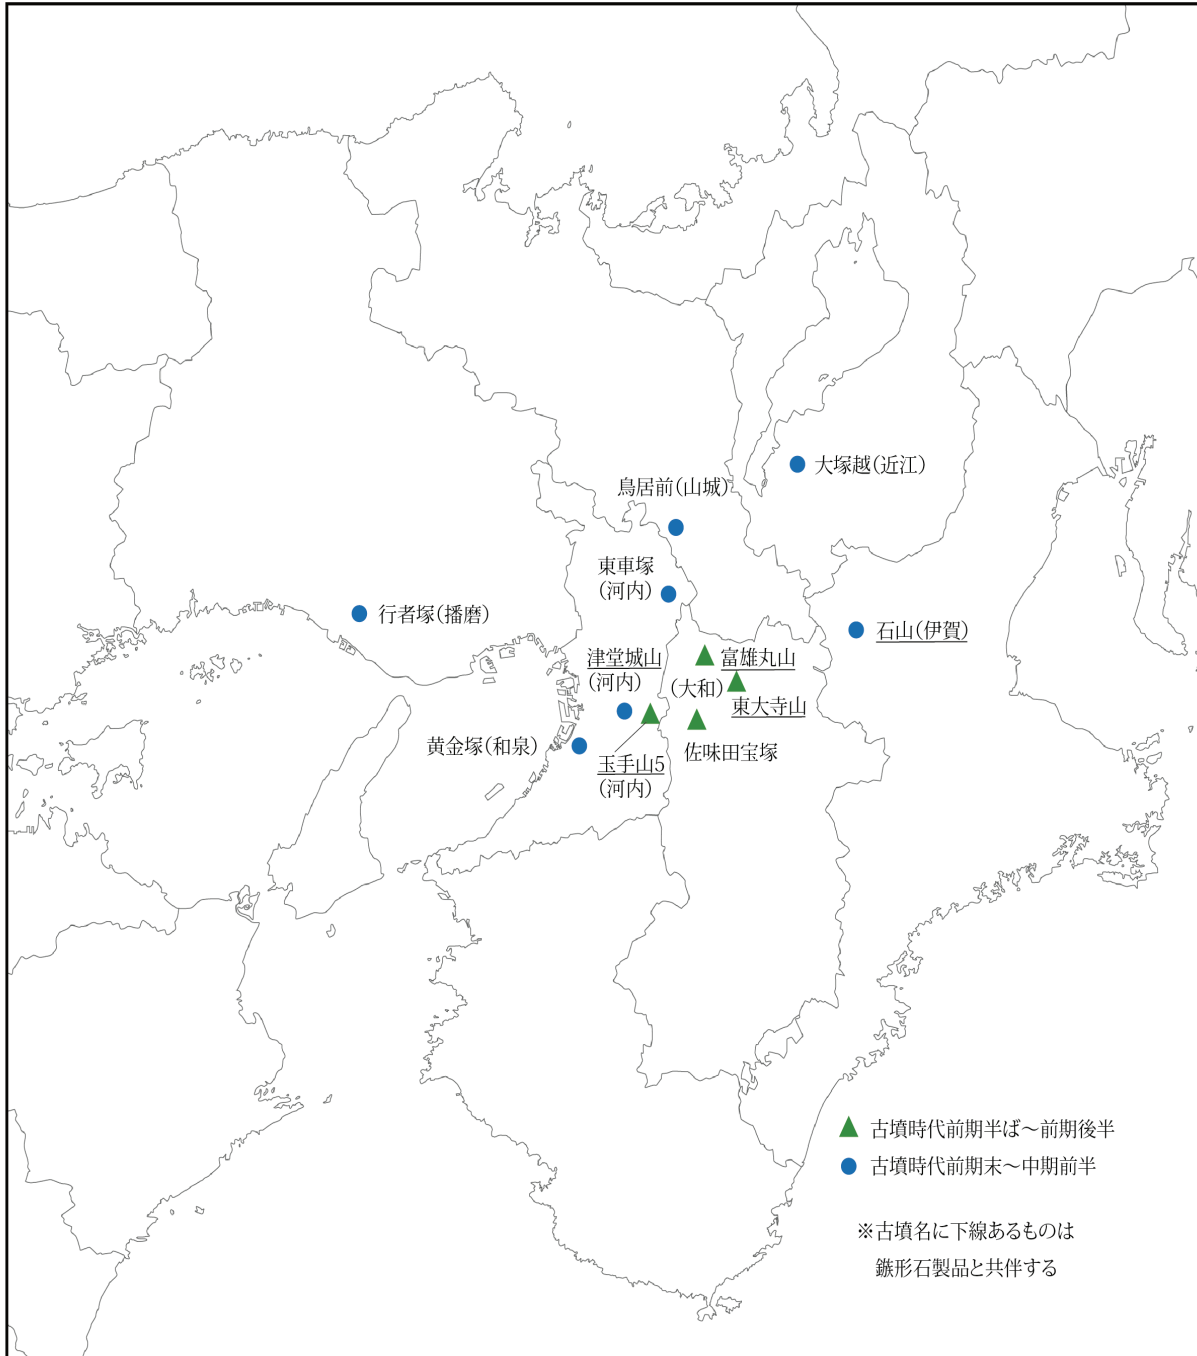 大塚越（近江）
鳥居前（山城）
東車塚
（河内）
行者塚（播磨）
石山（伊賀）
津堂城山
（河内）
富雄丸山
（大和）
東大寺山
黄金塚（和泉）
佐味田宝塚
玉手山5
（河内）
古墳時代前期半ば～前期後半
古墳時代前期末～中期前半
※古墳名に下線あるものは
鏃形石製品と共伴する